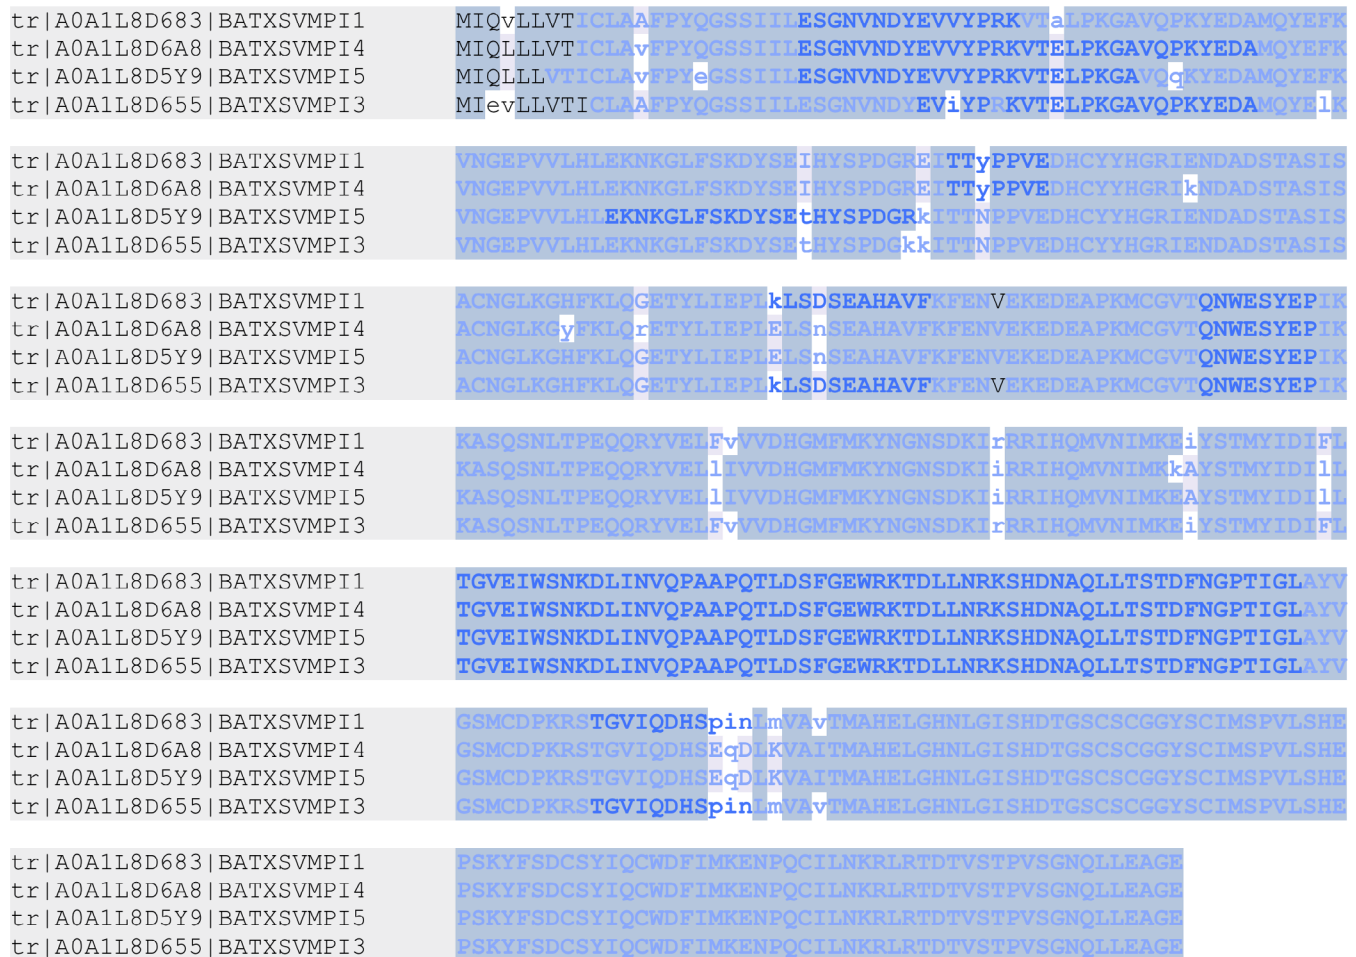 tr|A0A1L8D683|BATXSVMPI1 MIQvLLVTICLAAFPYQGSSIILESGNVNDYEVVYPRKVTaLPKGAVQPKYEDAMQYEFK
tr|A0A1L8D6A8|BATXSVMPI4 MIQLLLVTICLAvFPYQGSSIILESGNVNDYEVVYPRKVTELPKGAVQPKYEDAMQYEFK
tr|A0A1L8D5Y9|BATXSVMPI5 MIQLLLVTICLAvFPYeGSSIILESGNVNDYEVVYPRKVTELPKGAVQqKYEDAMQYEFK
tr|A0A1L8D655|BATXSVMPI3 MIevLLVTICLAAFPYQGSSIILESGNVNDYEViYPRKVTELPKGAVQPKYEDAMQYElK
tr|A0A1L8D683|BATXSVMPI1 VNGEPVVLHLEKNKGLFSKDYSEIHYSPDGREITTyPPVEDHCYYHGRIENDADSTASIS
tr|A0A1L8D6A8|BATXSVMPI4 VNGEPVVLHLEKNKGLFSKDYSEIHYSPDGREITTyPPVEDHCYYHGRIkNDADSTASIS
tr|A0A1L8D5Y9|BATXSVMPI5 VNGEPVVLHLEKNKGLFSKDYSEtHYSPDGRkITTNPPVEDHCYYHGRIENDADSTASIS
tr|A0A1L8D655|BATXSVMPI3 VNGEPVVLHLEKNKGLFSKDYSEtHYSPDGkkITTNPPVEDHCYYHGRIENDADSTASIS
tr|A0A1L8D683|BATXSVMPI1 ACNGLKGHFKLQGETYLIEPLkLSDSEAHAVFKFENVEKEDEAPKMCGVTQNWESYEPIK
tr|A0A1L8D6A8|BATXSVMPI4 ACNGLKGyFKLQrETYLIEPLELSnSEAHAVFKFENVEKEDEAPKMCGVTQNWESYEPIK
tr|A0A1L8D5Y9|BATXSVMPI5 ACNGLKGHFKLQGETYLIEPLELSnSEAHAVFKFENVEKEDEAPKMCGVTQNWESYEPIK
tr|A0A1L8D655|BATXSVMPI3 ACNGLKGHFKLQGETYLIEPLkLSDSEAHAVFKFENVEKEDEAPKMCGVTQNWESYEPIK
tr|A0A1L8D683|BATXSVMPI1 KASQSNLTPEQQRYVELFvVVDHGMFMKYNGNSDKIrRRIHQMVNIMKEiYSTMYIDIFL
tr|A0A1L8D6A8|BATXSVMPI4 KASQSNLTPEQQRYVELlIVVDHGMFMKYNGNSDKIiRRIHQMVNIMKkAYSTMYIDIlL
tr|A0A1L8D5Y9|BATXSVMPI5 KASQSNLTPEQQRYVELlIVVDHGMFMKYNGNSDKIiRRIHQMVNIMKEAYSTMYIDIlL
tr|A0A1L8D655|BATXSVMPI3 KASQSNLTPEQQRYVELFvVVDHGMFMKYNGNSDKIrRRIHQMVNIMKEiYSTMYIDIFL
tr|A0A1L8D683|BATXSVMPI1 TGVEIWSNKDLINVQPAAPQTLDSFGEWRKTDLLNRKSHDNAQLLTSTDFNGPTIGLAYV
tr|A0A1L8D6A8|BATXSVMPI4 TGVEIWSNKDLINVQPAAPQTLDSFGEWRKTDLLNRKSHDNAQLLTSTDFNGPTIGLAYV
tr|A0A1L8D5Y9|BATXSVMPI5 TGVEIWSNKDLINVQPAAPQTLDSFGEWRKTDLLNRKSHDNAQLLTSTDFNGPTIGLAYV
tr|A0A1L8D655|BATXSVMPI3 TGVEIWSNKDLINVQPAAPQTLDSFGEWRKTDLLNRKSHDNAQLLTSTDFNGPTIGLAYV
tr|A0A1L8D683|BATXSVMPI1 GSMCDPKRSTGVIQDHSpinLmVAvTMAHELGHNLGISHDTGSCSCGGYSCIMSPVLSHE
tr|A0A1L8D6A8|BATXSVMPI4 GSMCDPKRSTGVIQDHSEqDLKVAITMAHELGHNLGISHDTGSCSCGGYSCIMSPVLSHE
tr|A0A1L8D5Y9|BATXSVMPI5 GSMCDPKRSTGVIQDHSEqDLKVAITMAHELGHNLGISHDTGSCSCGGYSCIMSPVLSHE
tr|A0A1L8D655|BATXSVMPI3 GSMCDPKRSTGVIQDHSpinLmVAvTMAHELGHNLGISHDTGSCSCGGYSCIMSPVLSHE
tr|A0A1L8D683|BATXSVMPI1 PSKYFSDCSYIQCWDFIMKENPQCILNKRLRTDTVSTPVSGNQLLEAGE
tr|A0A1L8D6A8|BATXSVMPI4 PSKYFSDCSYIQCWDFIMKENPQCILNKRLRTDTVSTPVSGNQLLEAGE
tr|A0A1L8D5Y9|BATXSVMPI5 PSKYFSDCSYIQCWDFIMKENPQCILNKRLRTDTVSTPVSGNQLLEAGE
tr|A0A1L8D655|BATXSVMPI3 PSKYFSDCSYIQCWDFIMKENPQCILNKRLRTDTVSTPVSGNQLLEAGE